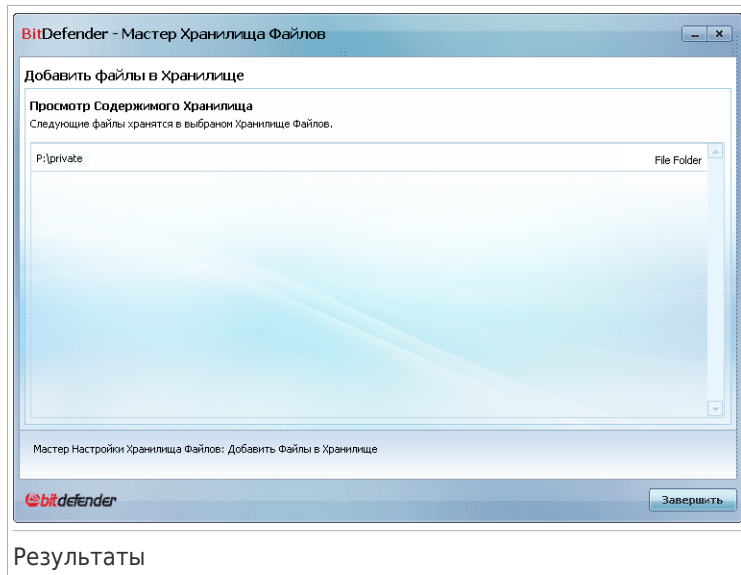 BitDefender - Мастер Хранилища Файлов
Добавить файлы в Хранилище
Просмотр Содержимого Хранилища
Следующие файлы хранятся в выбраном Хранилище Файлов.
P:\private File Folder
Мастер Настройки Хранилища Файлов: Добавить Файлы в Хранилище
bitdefender Завершить
Результаты